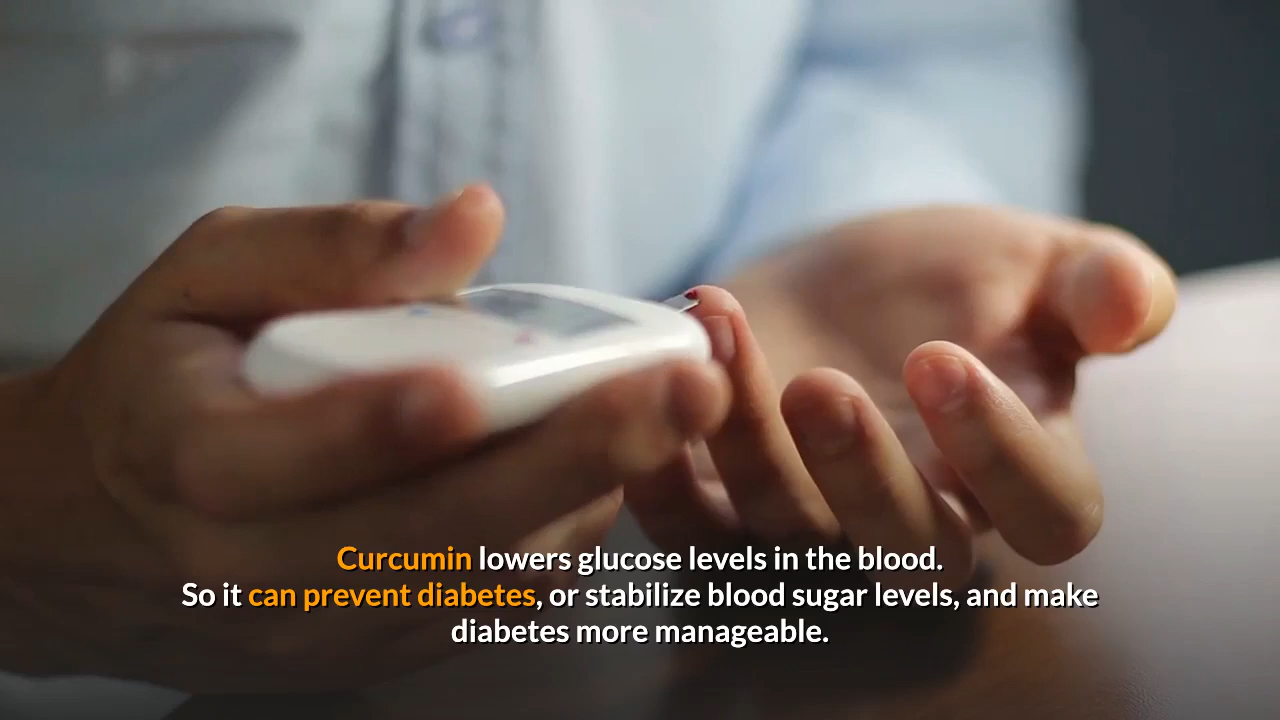 Curcumin lowers glucose levels in the blood.
So it can prevent diabetes, or stabilize blood sugar levels, and make
diabetes more manageable.